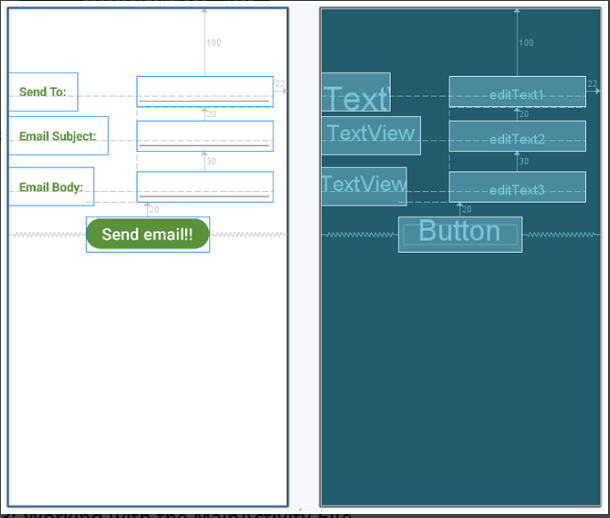 100
22
Send To:
20
Email Subject:
30
Email Body:
20
Send email!!
100
22
Text
editText1
20
TextView
editText2
30
TextView
editText3
20
Button